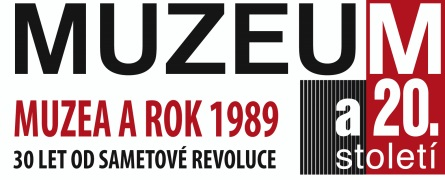 MUZEUM
a 20.
století
MUZEA A ROK 1989
30 LET OD SAMETOVÉ REVOLUCE